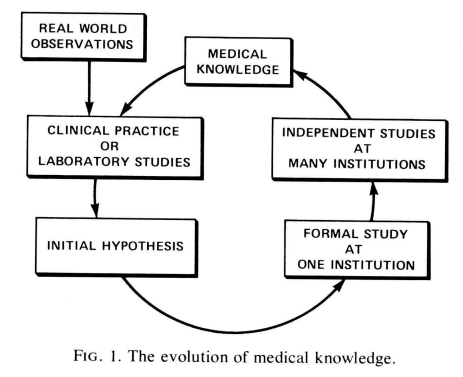 REAL WORLD
OBSERVATIONS
MEDICAL
KNOWLEDGE
CLINICAL PRACTICE
OR
LABORATORY STUDIES
INDEPENDENT STUDIES
AT
MANY INSTITUTIONS
INITIAL HYPOTHESIS
FORMAL STUDY
AT
ONE INSTITUTION
FIG. 1. The evolution of medical knowledge.